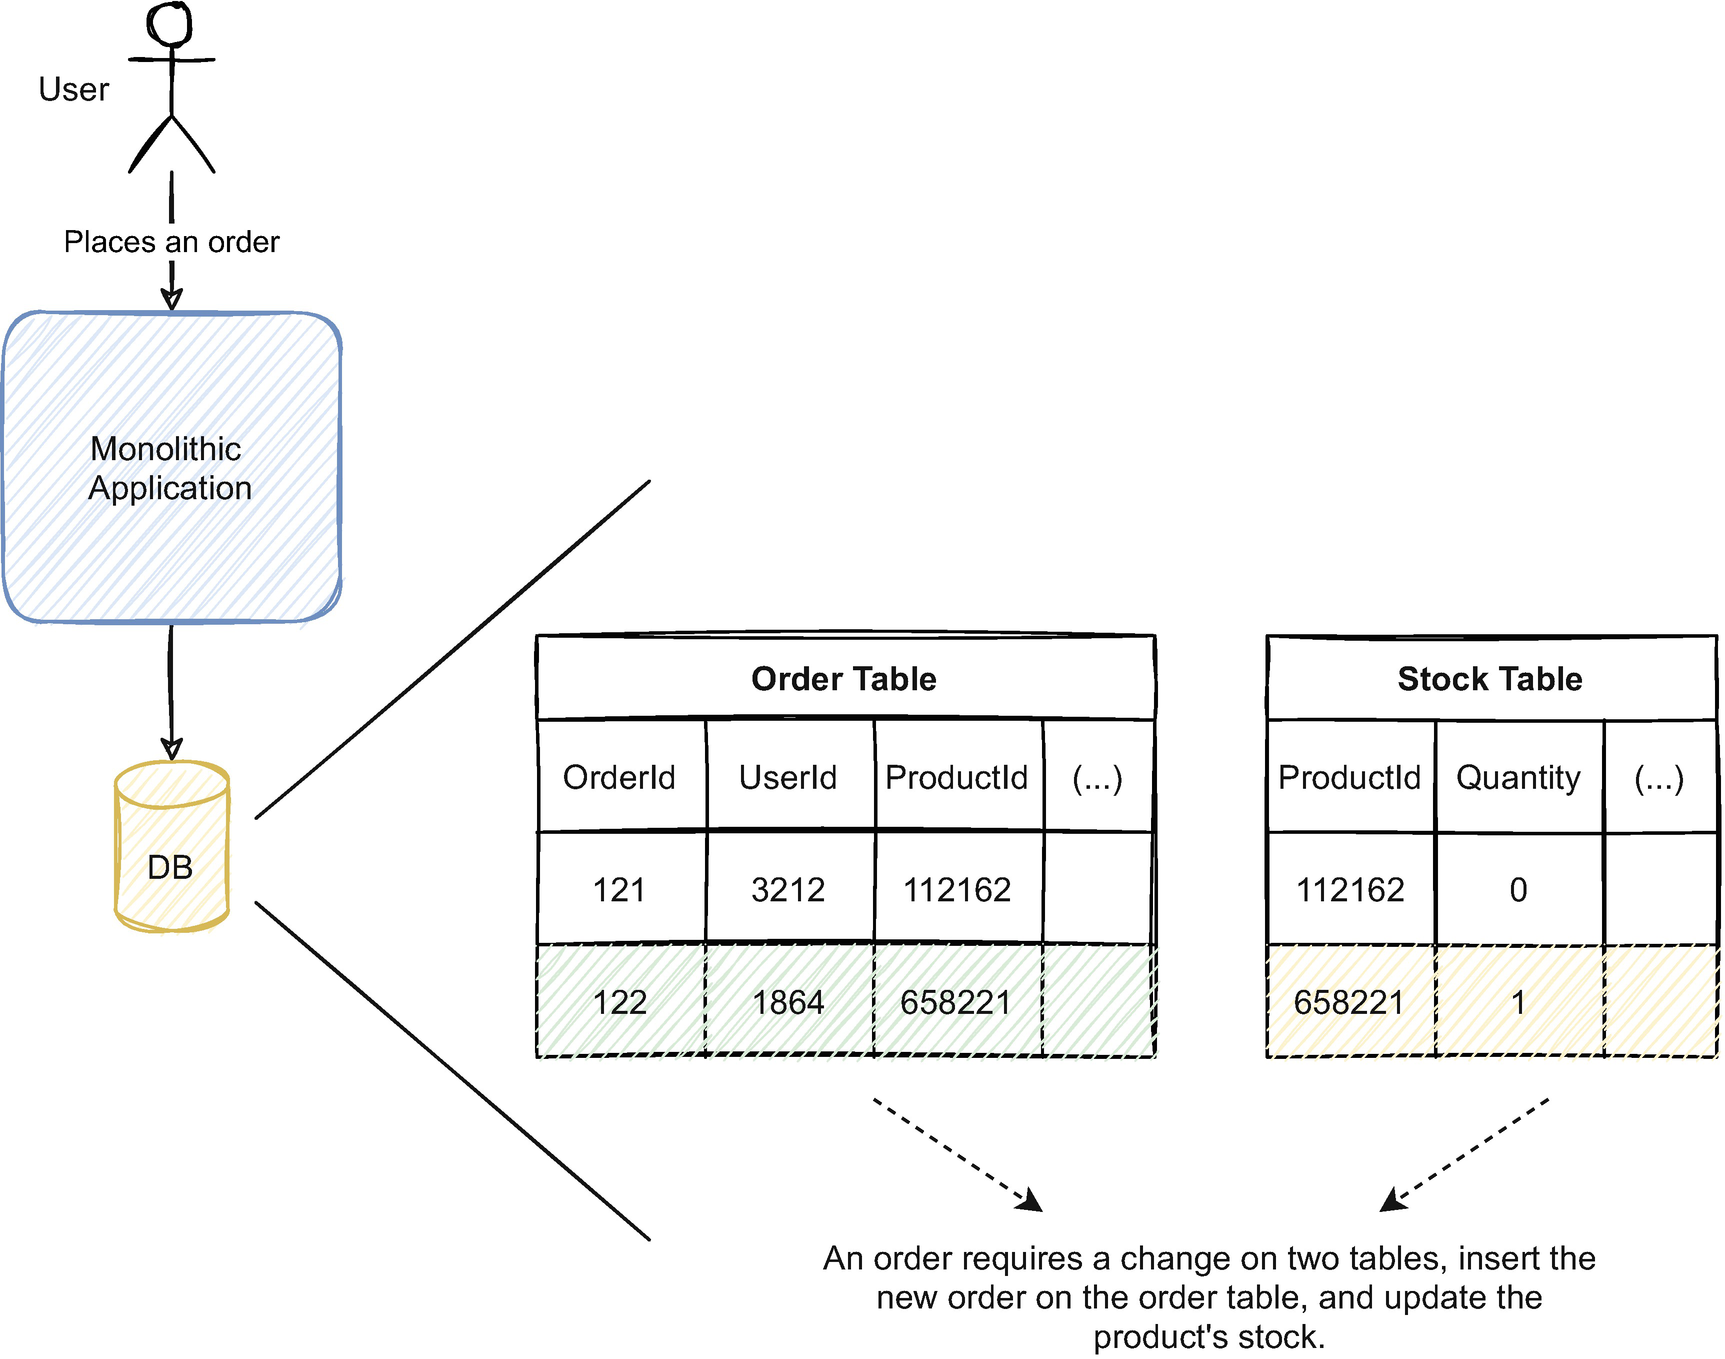 User
Places an order
Monolithic
Application
DB
Order Table
OrderId UserId ProductId (...)
121 3212 112162
122 1864 658221
Stock Table
ProductId Quantity (...)
112162 0
658221 1
An order requires a change on two tables, insert the
new order on the order table, and update the
product's stock.